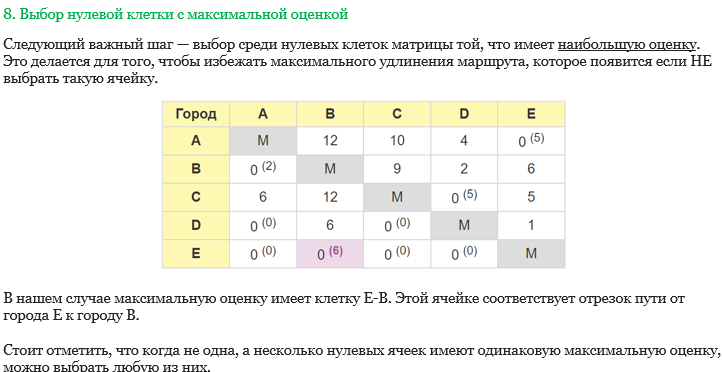 8. Выбор нулевой клетки с максимальной оценкой
Следующий важный шаг — выбор среди нулевых клеток матрицы той, что имеет наибольшую оценку.
Это делается для того, чтобы избежать максимального удлинения маршрута, которое появится если НЕ
выбрать такую ячейку.
Город A B C D E
A М 12 10 4 0 (5)
B 0 (2) М 9 2 6
C 6 12 М 0 (5) 5
D 0 (0) 6 0 (0) М 1
E 0 (0) 0 (6) 0 (0) 0 (0) М
В нашем случае максимальную оценку имеет клетку E-B. Этой ячейке соответствует отрезок пути от
города E к городу B.
Стоит отметить, что когда не одна, а несколько нулевых ячеек имеют одинаковую максимальную оценку,
можно выбрать любую из них.